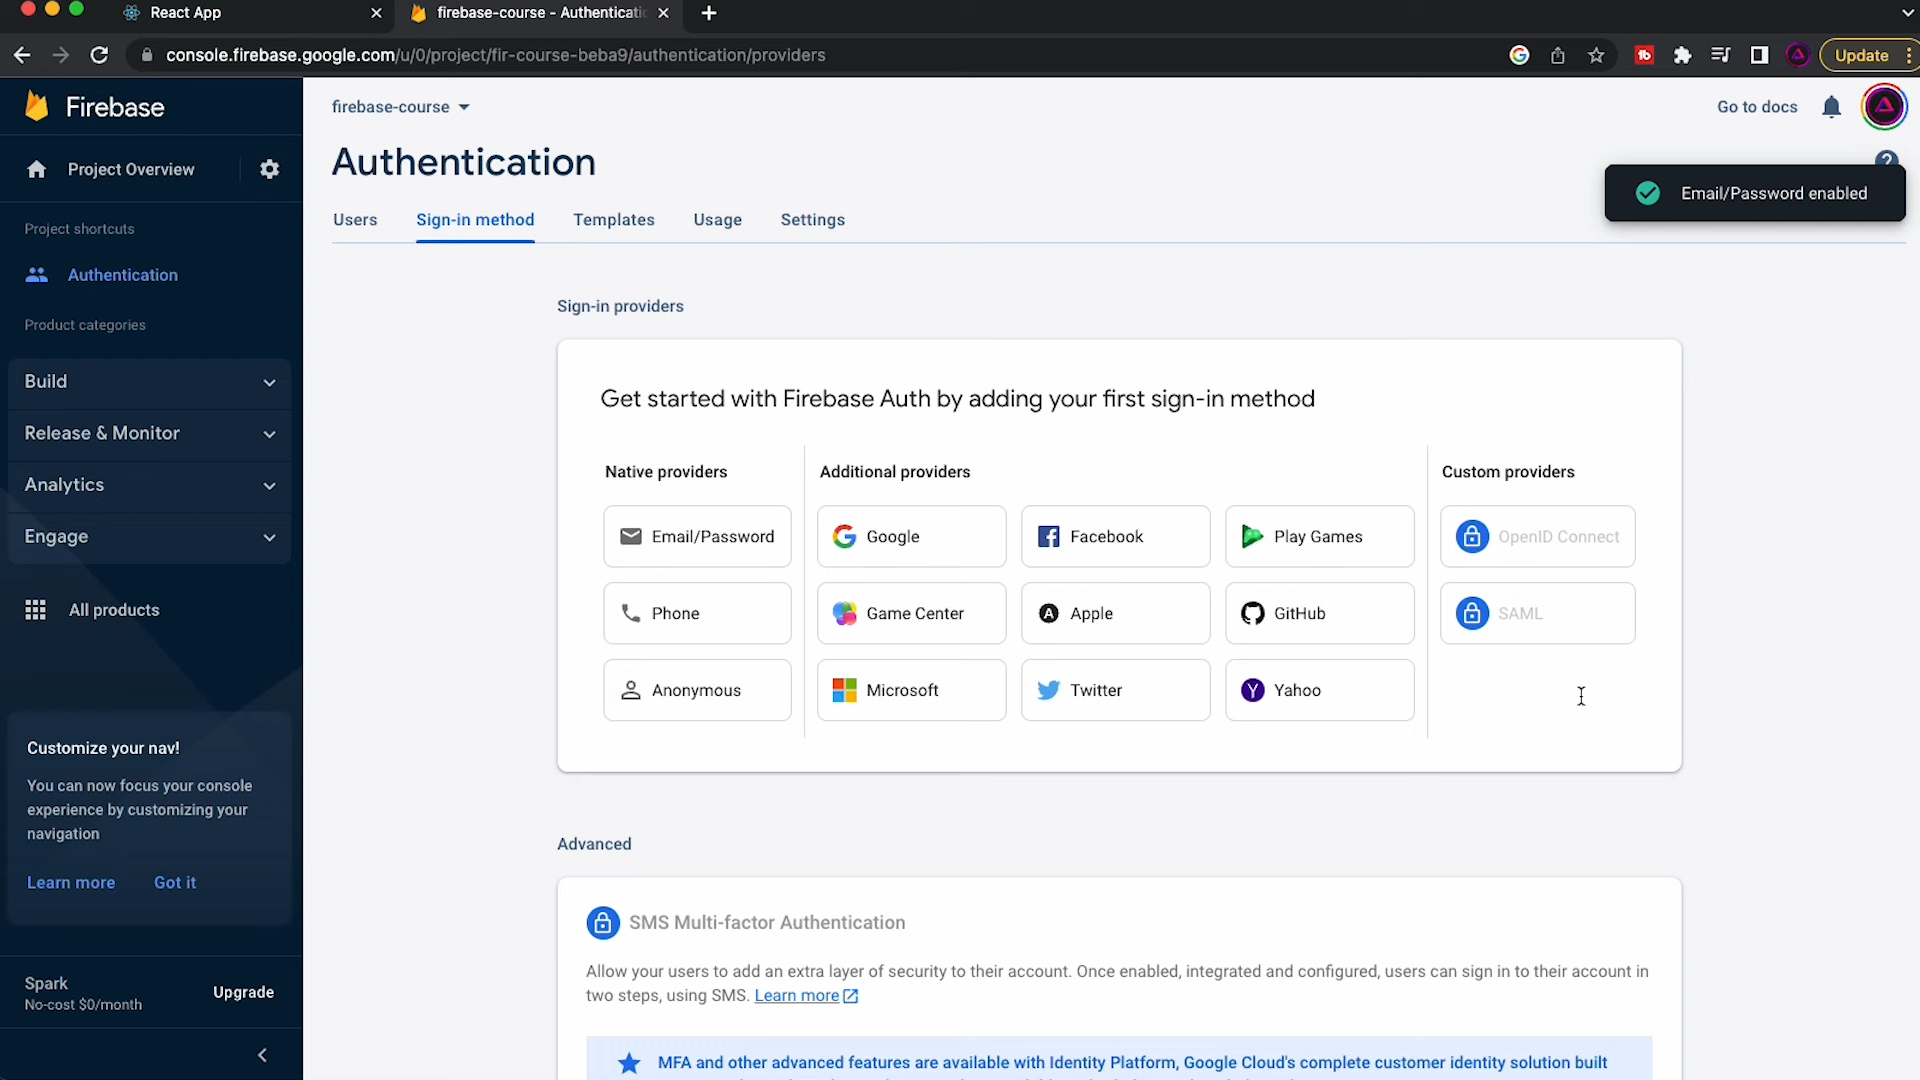 React App
firebase-course - Authenticatic
console.firebase.google.com/u/0/project/fir-course-beba9/authentication/providers
Update
Firebase
firebase-course
Go to docs
Project Overview
Authentication
Email/Password enabled
Users
Sign-in method
Templates
Usage
Settings
Project shortcuts
Authentication
Product categories
Build
Release & Monitor
Analytics
Engage
All products
Customize your nav!
You can now focus your console
experience by customizing your
navigation
Learn more
Got it
Spark
No-cost $0/month
Upgrade
Sign-in providers
Get started with Firebase Auth by adding your first sign-in method
Native providers
Additional providers
Custom providers
Email/Password
Google
Facebook
Play Games
OpenID Connect
Phone
Game Center
Apple
GitHub
SAML
Anonymous
Microsoft
Twitter
Yahoo
Advanced
SMS Multi-factor Authentication
Allow your users to add an extra layer of security to their account. Once enabled, integrated and configured, users can sign in to their account in
two steps, using SMS. Learn more
MFA and other advanced features are available with Identity Platform, Google Cloud's complete customer identity solution built